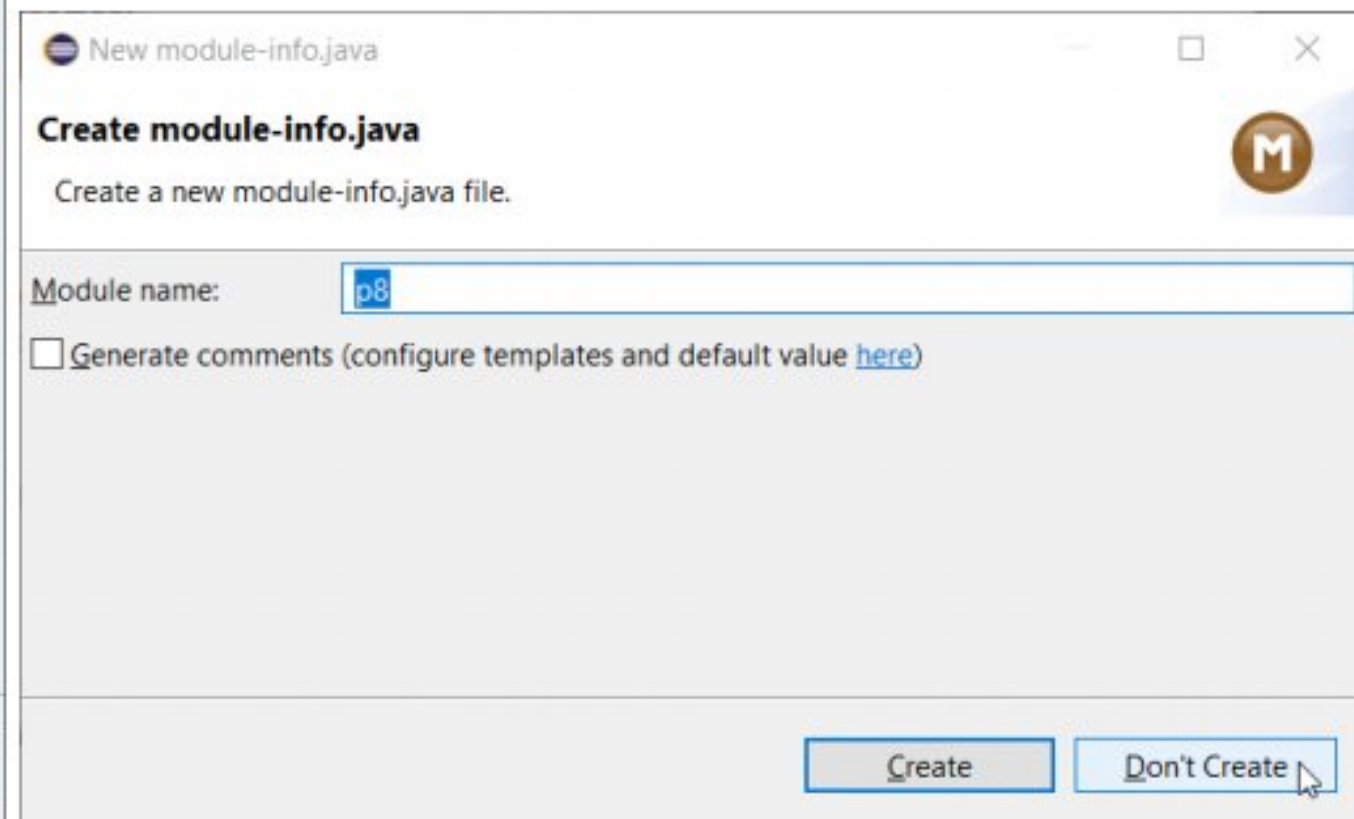 New module-info.java
Create module-info.java
M
Create a new module-info.java file.
Module name: p8
Generate comments (configure templates and default value here)
Create Don't Create